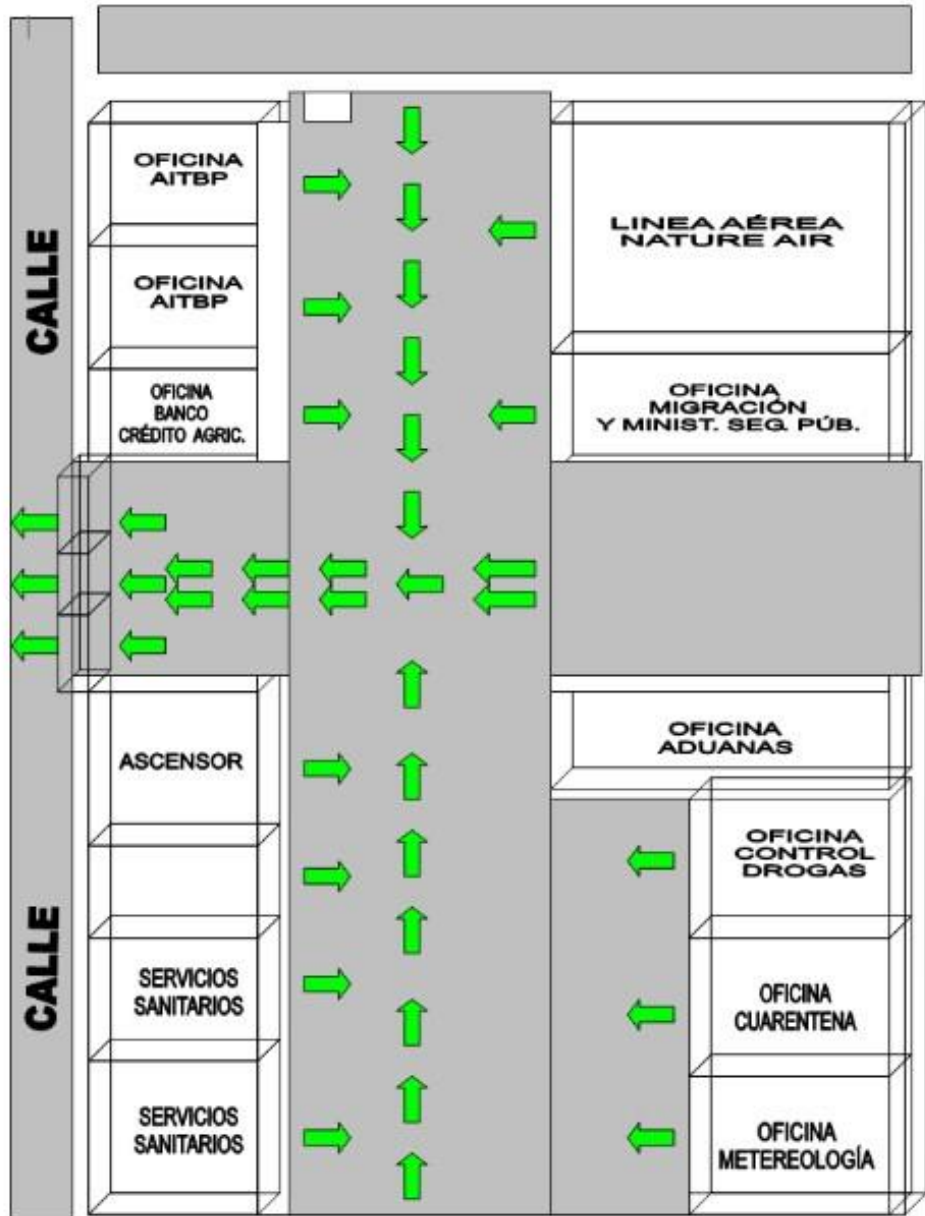 CALLE
OFICINA
AITBP
OFICINA
AITBP
OFICINA
BANCO
CRÉDITO AGRIC.
LINEA AÉREA
NATURE AIR
OFICINA
MIGRACIÓN
Y MINIST. SEG. PÚB.
CALLE
ASCENSOR
SERVICIOS
SANITARIOS
SERVICIOS
SANITARIOS
OFICINA
ADUANAS
OFICINA
CONTROL
DROGAS
OFICINA
CUARENTENA
OFICINA
METEREOLOGÍA